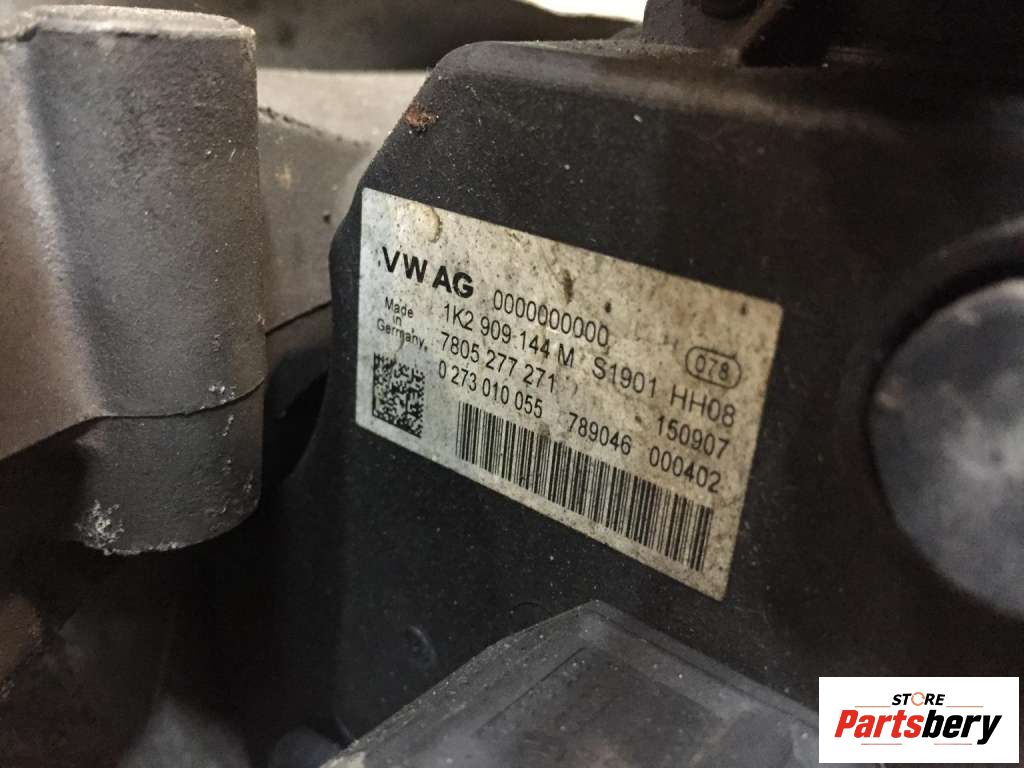 VW AG 0000000000
Made in Germany.
1K2 909-144 M S1901 HH08
078
7805 277 271 150907
0 273 010 055 789046 000402
STORE
Partsbery